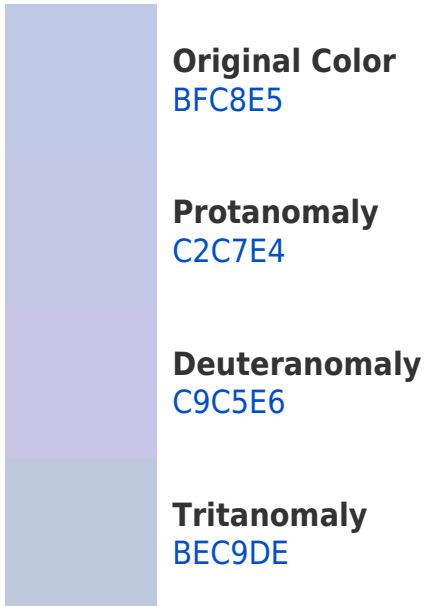 Original Color
BFC8E5
Protanomaly
C2C7E4
Deuteranomaly
C9C5E6
Tritanomaly
BEC9DE